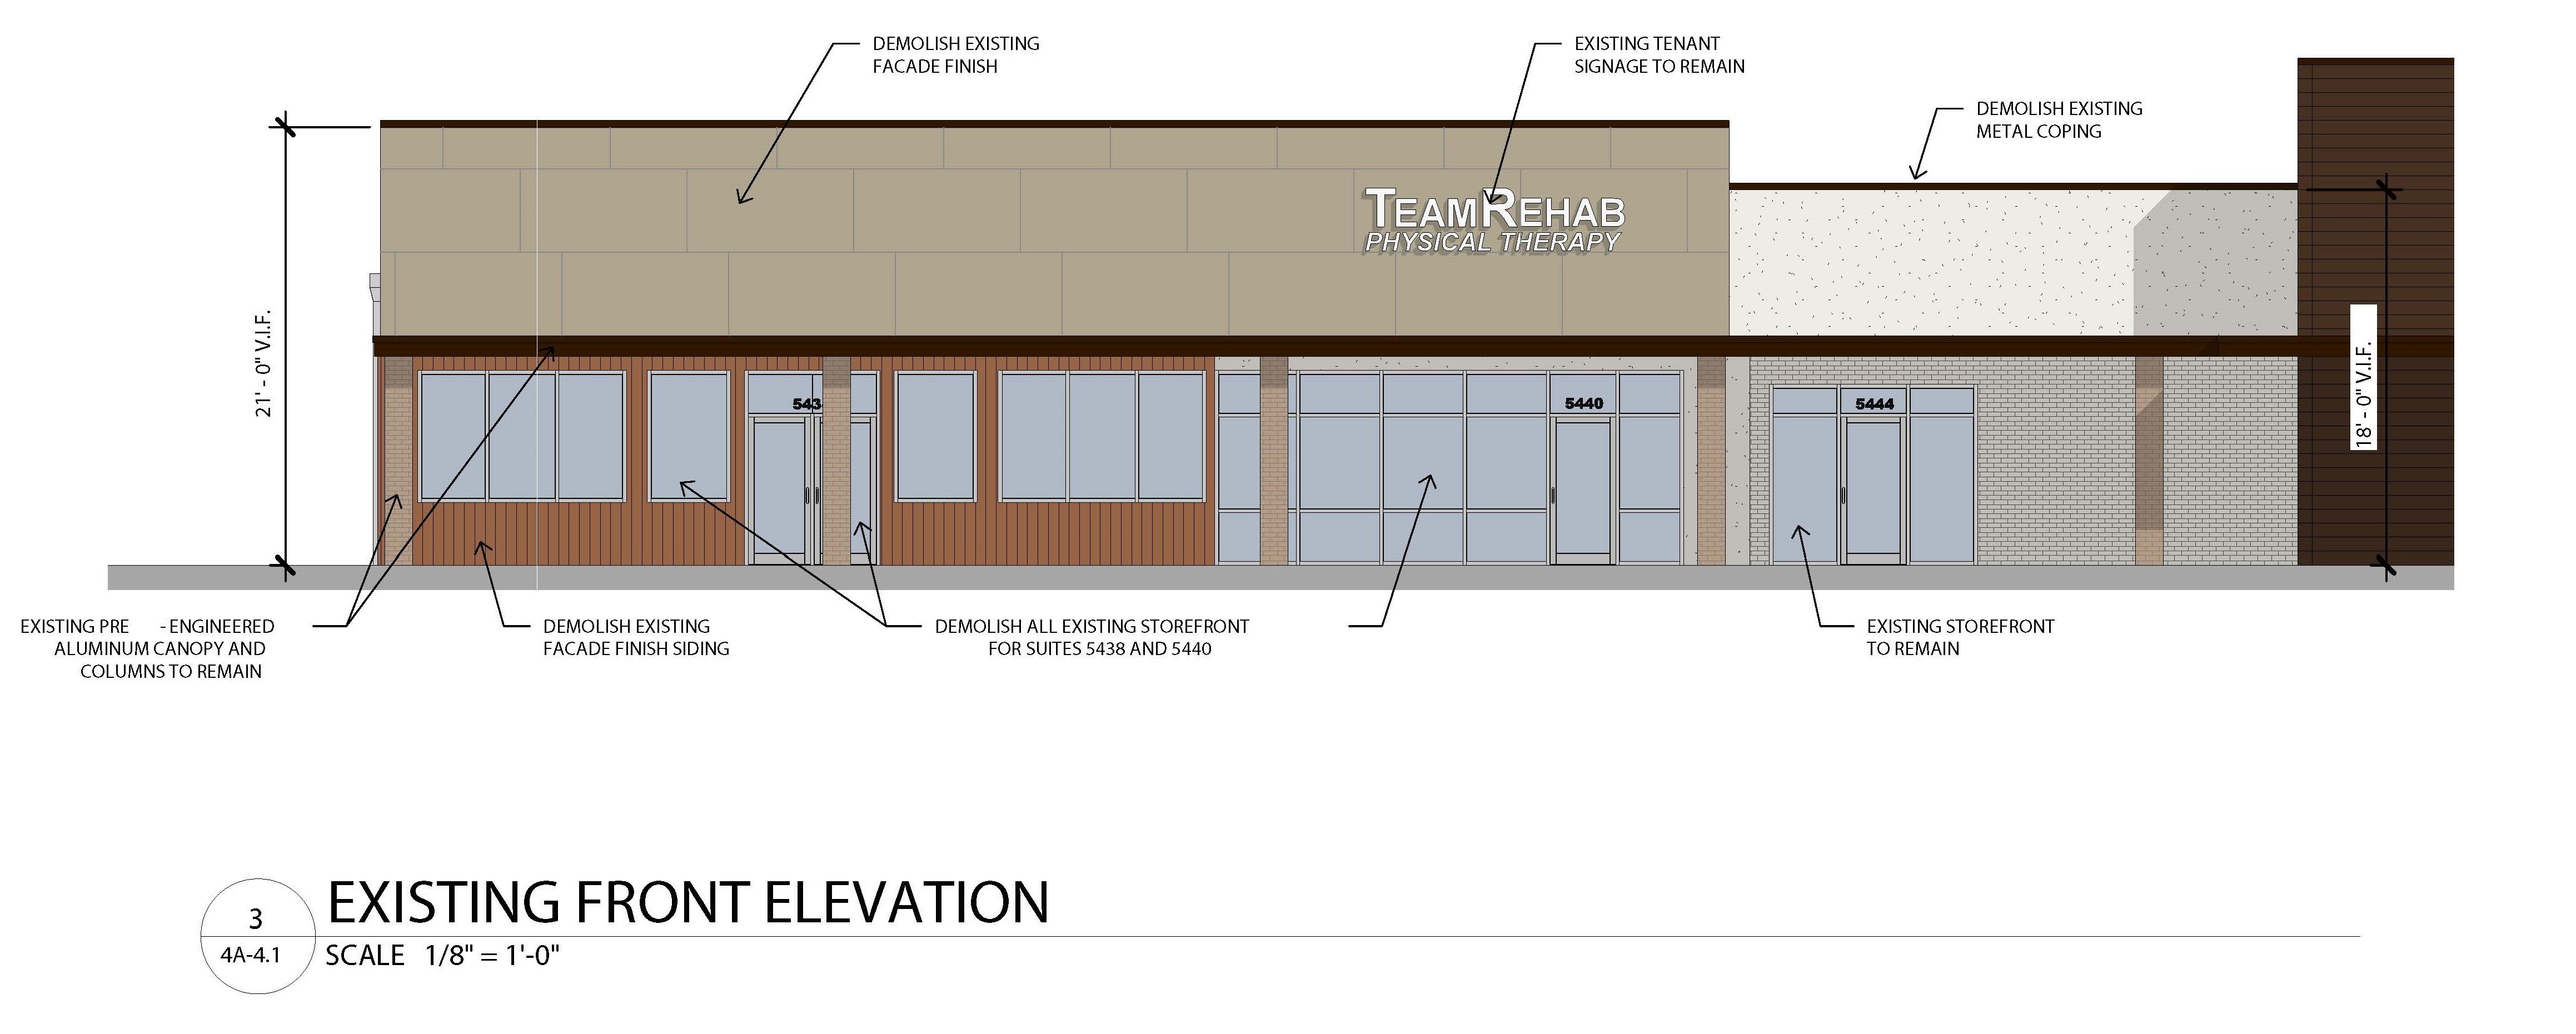 DEMOLISH EXISTING
FACADE FINISH
EXISTING TENANT
SIGNAGE TO REMAIN
DEMOLISH EXISTING
METAL COPING
TEAMREHAB
PHYSICAL THERAPY
21' - 0" V.I.F.
18' - 0" V.I.F.
543
5440
5444
EXISTING PRE - ENGINEERED
ALUMINUM CANOPY AND
COLUMNS TO REMAIN
DEMOLISH EXISTING
FACADE FINISH SIDING
DEMOLISH ALL EXISTING STOREFRONT
FOR SUITES 5438 AND 5440
EXISTING STOREFRONT
TO REMAIN
3
EXISTING FRONT ELEVATION
4A-4.1
SCALE 1/8" = 1'-0"